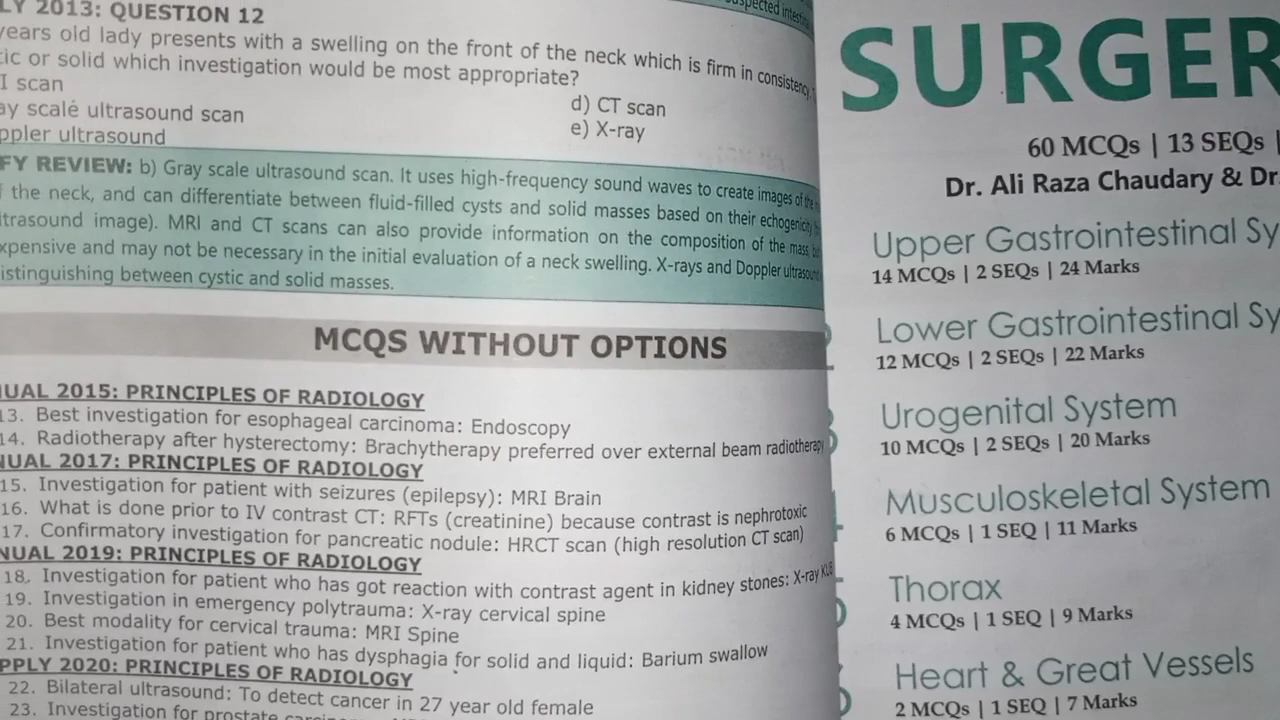 LY 2013: QUESTION 12
years old lady presents with a swelling on the front of the neck which is firm in consistency.
tic or solid which investigation would be most appropriate?
I scan
ay scale ultrasound scan
ppler ultrasound
d) CT scan
e) X-ray
FY REVIEW: b) Gray scale ultrasound scan. It uses high-frequency sound waves to create images of the
f the neck, and can differentiate between fluid-filled cysts and solid masses based on their echogenicity
ltrasound image). MRI and CT scans can also provide information on the composition of the mass,
xpensive and may not be necessary in the initial evaluation of a neck swelling. X-rays and Doppler ultrasound
istinguishing between cystic and solid masses.
MCQS WITHOUT OPTIONS
NUAL 2015: PRINCIPLES OF RADIOLOGY
13. Best investigation for esophageal carcinoma: Endoscopy
14. Radiotherapy after hysterectomy: Brachytherapy preferred over external beam radiotherapy
NUAL 2017: PRINCIPLES OF RADIOLOGY
15. Investigation for patient with seizures (epilepsy): MRI Brain
16. What is done prior to IV contrast CT: RFTs (creatinine) because contrast is nephrotoxic
17. Confirmatory investigation for pancreatic nodule: HRCT scan (high resolution CT scan)
NUAL 2019: PRINCIPLES OF RADIOLOGY
18. Investigation for patient who has got reaction with contrast agent in kidney stones: X-ray KUB
19. Investigation in emergency polytrauma: X-ray cervical spine
20. Best modality for cervical trauma: MRI Spine
21. Investigation for patient who has dysphagia for solid and liquid: Barium swallow
PPLY 2020: PRINCIPLES OF RADIOLOGY
22. Bilateral ultrasound: To detect cancer in 27 year old female
23. Investigation for prostate
SURGER
60 MCQs | 13 SEQs |
Dr. Ali Raza Chaudary & Dr.
Upper Gastrointestinal Sy
14 MCQs | 2 SEQs | 24 Marks
Lower Gastrointestinal Sy
12 MCQs | 2 SEQs | 22 Marks
Urogenital System
10 MCQs | 2 SEQs | 20 Marks
Musculoskeletal System
6 MCQs | 1 SEQ | 11 Marks
Thorax
4 MCQs | 1 SEQ | 9 Marks
Heart & Great Vessels
2 MCQs | 1 SEQ | 7 Marks